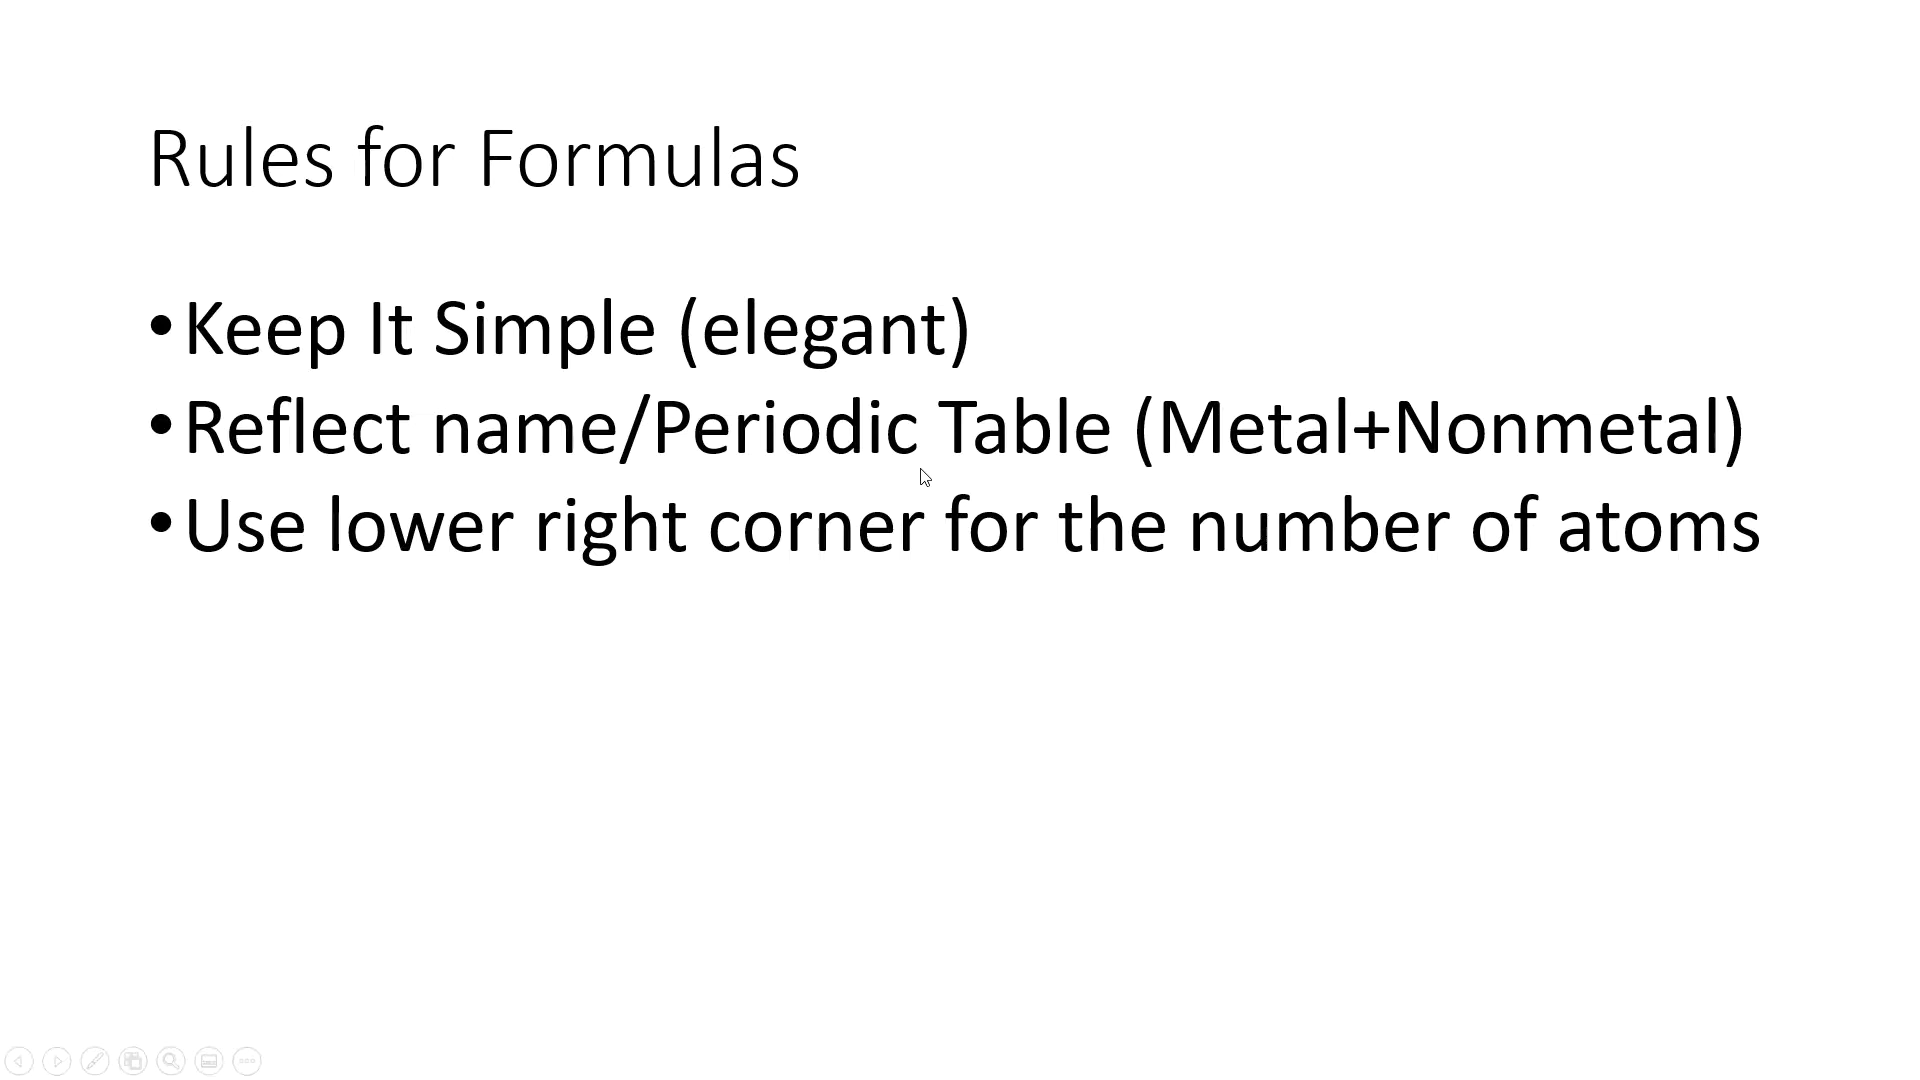 Rules for Formulas
•Keep It Simple (elegant)
•Reflect name/Periodic Table (Metal+Nonmetal)
•Use lower right corner for the number of atoms